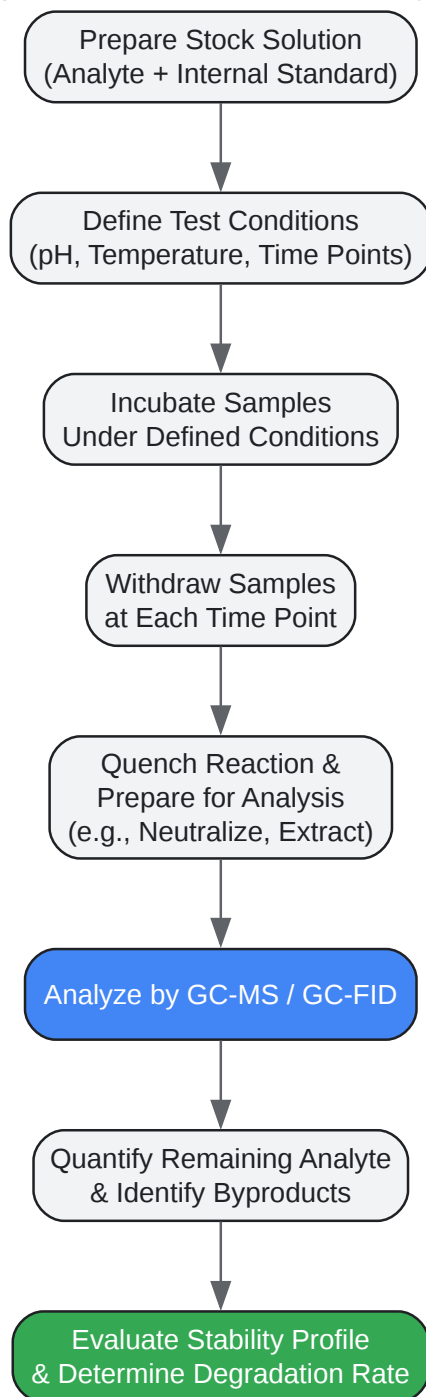 Prepare Stock Solution
(Analyte + Internal Standard)
Define Test Conditions
(pH, Temperature, Time Points)
Incubate Samples
Under Defined Conditions
Withdraw Samples
at Each Time Point
Quench Reaction &
Prepare for Analysis
(e.g., Neutralize, Extract)
Analyze by GC-MS / GC-FID
Quantify Remaining Analyte
& Identify Byproducts
Evaluate Stability Profile
& Determine Degradation Rate